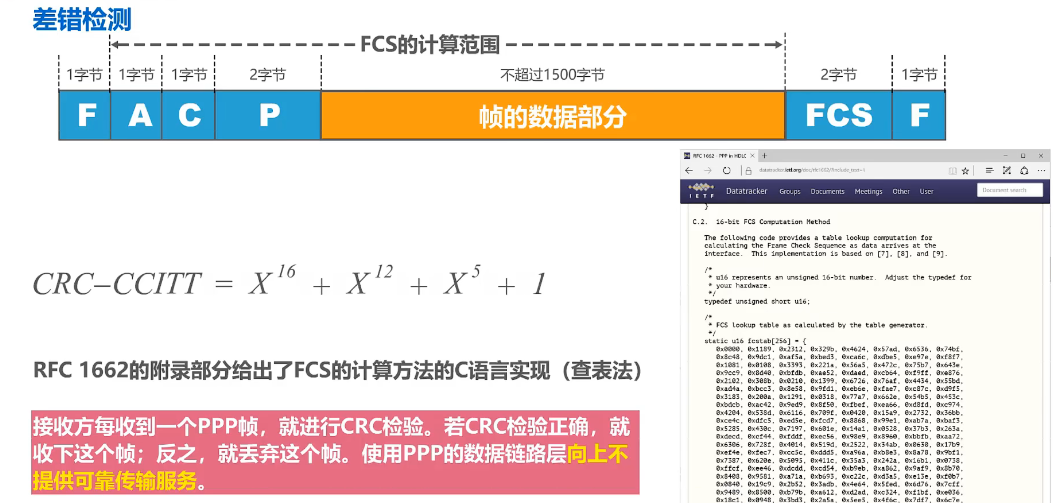 差错检测
FCS的计算范围
1字节 1字节 1字节 2字节 不超过1500字节 2字节 1字节
F A C P 帧的数据部分 FCS F
RFC 1662 - PPP in HDLC
IETF Datatracker Groups Documents Meetings Other User Document search
}
C.2. 16-bit FCS Computation Method
The following code provides a table lookup computation for
calculating the Frame Check Sequence as data arrives at the
interface. This implementation is based on [7], [8], and [9].
/*
* u16 represents an unsigned 16-bit number. Adjust the typedef for
* your hardware.
*/
typedef unsigned short u16;
/*
* FCS lookup table as calculated by the table generator.
*/
static u16 fcstab[256] = {
0x0000, 0x1189, 0x2312, 0x329b, 0x4624, 0x57ad, 0x6536, 0x74bf,
0x8c48, 0x9dc1, 0xaf5a, 0xbed3, 0xca6c, 0xdbe5, 0xe97e, 0xf8f7,
0x1081, 0x0108, 0x3393, 0x221a, 0x56a5, 0x472c, 0x75b7, 0x643e,
0x9cc9, 0x8d40, 0xbfdb, 0xae52, 0xdaed, 0xcb64, 0xf9ff, 0xe876,
0x2102, 0x308b, 0x0210, 0x1399, 0x6726, 0x76af, 0x4434, 0x55bd,
0xad4a, 0xbcc3, 0x8e58, 0x9fd1, 0xeb6e, 0xfae7, 0xc87c, 0xd9f5,
0x3183, 0x200a, 0x1291, 0x0318, 0x77a7, 0x662e, 0x54b5, 0x453c,
0xbdcb, 0xac42, 0x9ed9, 0x8f50, 0xfbef, 0xea66, 0xd8fd, 0xc974,
0x4204, 0x538d, 0x6116, 0x709f, 0x0420, 0x15a9, 0x2732, 0x36bb,
0xce4c, 0xdfc5, 0xed5e, 0xfcd7, 0x8868, 0x99e1, 0xab7a, 0xbaf3,
0x5285, 0x430c, 0x7197, 0x601e, 0x14a1, 0x0528, 0x37b3, 0x263a,
0xdecd, 0xcf44, 0xfddf, 0xec56, 0x98e9, 0x8960, 0xbbfb, 0xaa72,
0x6306, 0x728f, 0x4014, 0x519d, 0x2522, 0x34ab, 0x0630, 0x17b9,
0xef4e, 0xfec7, 0xcc5c, 0xddd5, 0xa96a, 0xb8e3, 0x8a78, 0x9bf1,
0x7387, 0x620e, 0x5095, 0x411c, 0x35a3, 0x242a, 0x16b1, 0x0738,
0xffcf, 0xee46, 0xdcdd, 0xcd54, 0xb9eb, 0xa862, 0x9af9, 0x8b70,
0x8408, 0x9581, 0xa71a, 0xb693, 0xc22c, 0xd3a5, 0xe13e, 0xf0b7,
0x0840, 0x19c9, 0x2b52, 0x3adb, 0x4e64, 0x5fed, 0x6d76, 0x7cff,
0x9489, 0x8500, 0xb79b, 0xa612, 0xd2ad, 0xc324, 0xf1bf, 0xe036,
CRC−CCITT = X^16 + X^12 + X^5 + 1
RFC 1662的附录部分给出了FCS的计算方法的C语言实现（查表法）
接收方每收到一个PPP帧，就进行CRC检验。若CRC检验正确，就
收下这个帧；反之，就丢弃这个帧。使用PPP的数据链路层向上不
提供可靠传输服务。